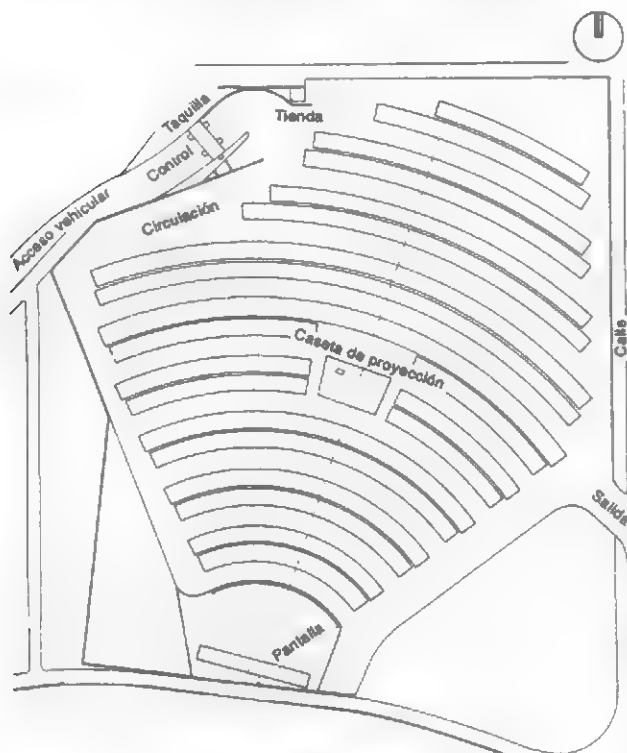 Taquilla
Tienda
Control
Acceso vehicular
Circulación
Calle
Caseta de proyección
Salida
Pantalla